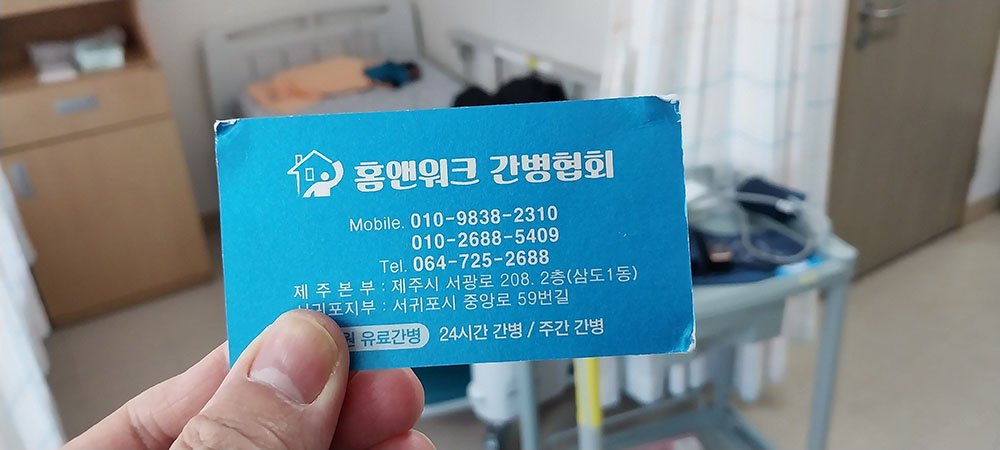 홈앤워크 간병협회
Mobile. 010-9838-2310
010-2688-5409
Tel. 064-725-2688
제 주 본 부 : 제주시 서광로 208. 2층(삼도1동)
서귀포지부 : 서귀포시 중앙로 59번길
유료간병 24시간 간병 / 주간 간병